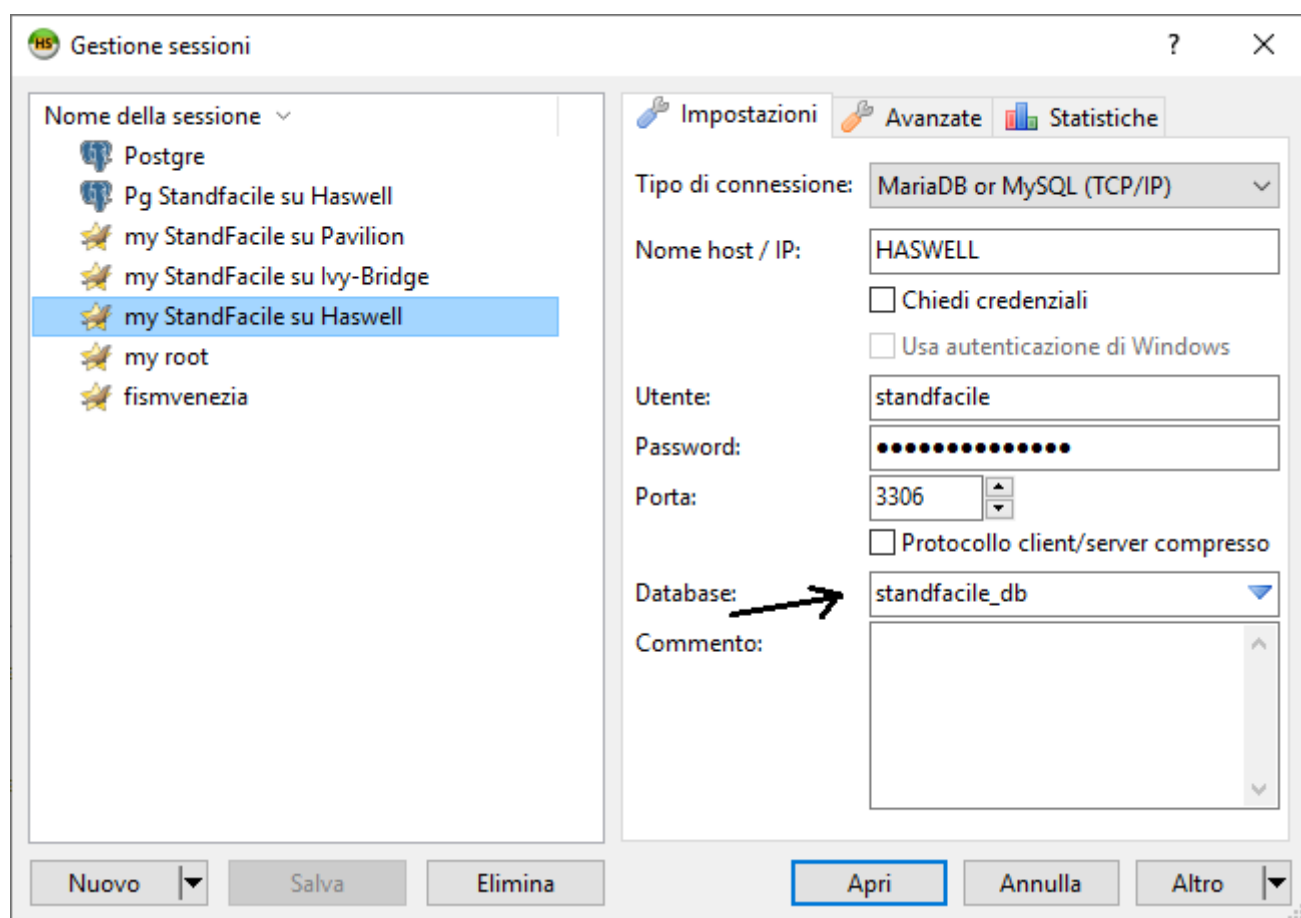 HS Gestione sessioni ?
Nome della sessione
Postgre
Pg Standfacile su Haswell
my StandFacile su Pavilion
my StandFacile su Ivy-Bridge
my StandFacile su Haswell
my root
fismvenezia
Impostazioni Avanzate Statistiche
Tipo di connessione: MariaDB or MySQL (TCP/IP)
Nome host / IP: HASWELL
Chiedi credenziali
Usa autenticazione di Windows
Utente: standfacile
Password: ●●●●●●●●●●●●●●
Porta: 3306
Protocollo client/server compresso
Database: standfacile_db
Commento:
Nuovo Salva Elimina Apri Annulla Altro